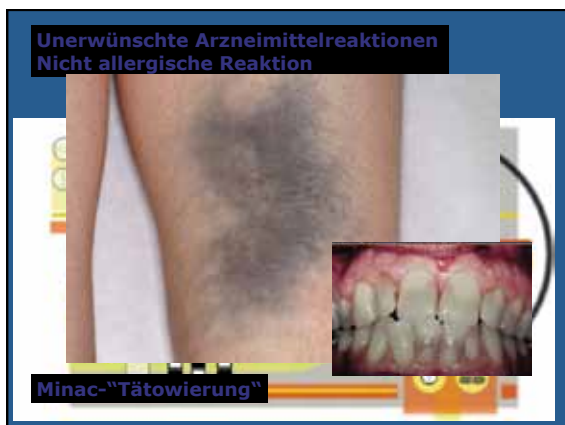 Unerwünschte Arzneimittelreaktionen
Nicht allergische Reaktion
Minac-“Tätowierung“